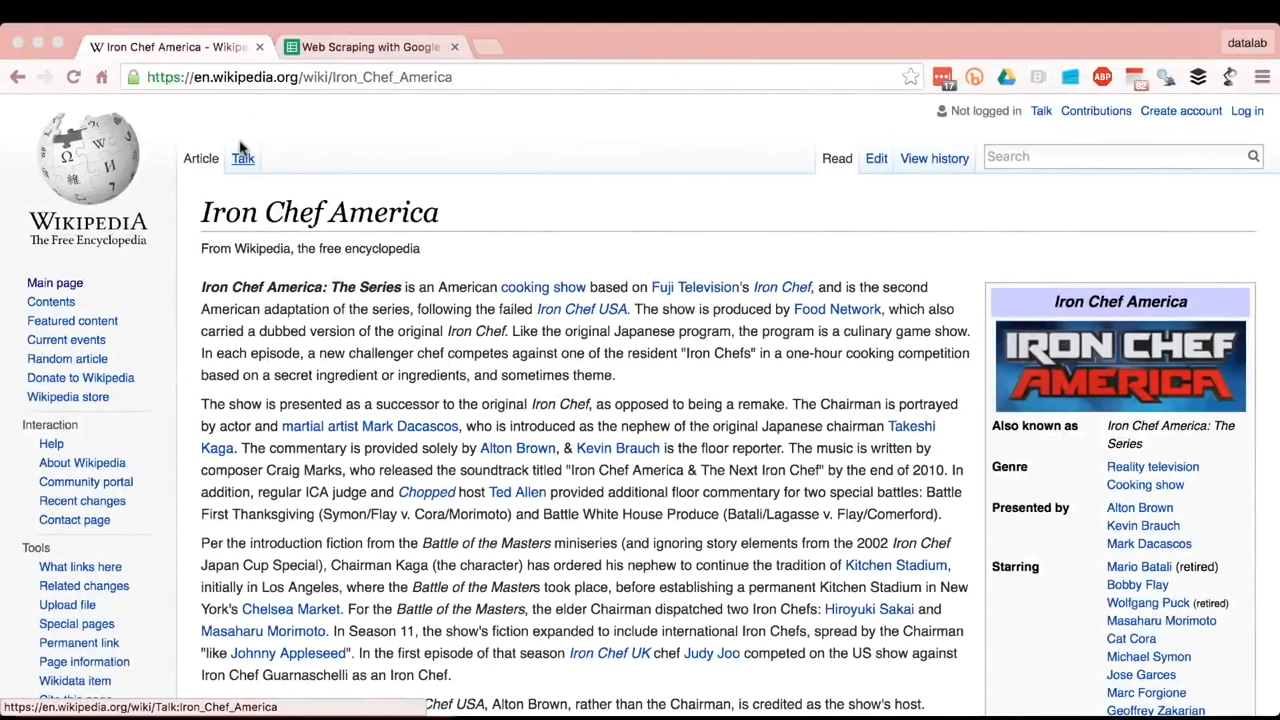 Iron Chef America - Wikipe
Web Scraping with Google
datalab
https://en.wikipedia.org/wiki/Iron_Chef_America
17
ABP
52
Not logged in Talk Contributions Create account Log in
Article Talk
Read Edit View history Search
WIKIPEDIA
The Free Encyclopedia
Main page
Contents
Featured content
Current events
Random article
Donate to Wikipedia
Wikipedia store
Interaction
Help
About Wikipedia
Community portal
Recent changes
Contact page
Tools
What links here
Related changes
Upload file
Special pages
Permanent link
Page information
Wikidata item
Cite this page
Iron Chef America
From Wikipedia, the free encyclopedia
Iron Chef America: The Series is an American cooking show based on Fuji Television's Iron Chef, and is the second
American adaptation of the series, following the failed Iron Chef USA. The show is produced by Food Network, which also
carried a dubbed version of the original Iron Chef. Like the original Japanese program, the program is a culinary game show.
In each episode, a new challenger chef competes against one of the resident "Iron Chefs" in a one-hour cooking competition
based on a secret ingredient or ingredients, and sometimes theme.
The show is presented as a successor to the original Iron Chef, as opposed to being a remake. The Chairman is portrayed
by actor and martial artist Mark Dacascos, who is introduced as the nephew of the original Japanese chairman Takeshi
Kaga. The commentary is provided solely by Alton Brown, & Kevin Brauch is the floor reporter. The music is written by
composer Craig Marks, who released the soundtrack titled "Iron Chef America & The Next Iron Chef" by the end of 2010. In
addition, regular ICA judge and Chopped host Ted Allen provided additional floor commentary for two special battles: Battle
First Thanksgiving (Symon/Flay v. Cora/Morimoto) and Battle White House Produce (Batali/Lagasse v. Flay/Comerford).
Per the introduction fiction from the Battle of the Masters miniseries (and ignoring story elements from the 2002 Iron Chef
Japan Cup Special), Chairman Kaga (the character) has ordered his nephew to continue the tradition of Kitchen Stadium,
initially in Los Angeles, where the Battle of the Masters took place, before establishing a permanent Kitchen Stadium in New
York's Chelsea Market. For the Battle of the Masters, the elder Chairman dispatched two Iron Chefs: Hiroyuki Sakai and
Masaharu Morimoto. In Season 11, the show's fiction expanded to include international Iron Chefs, spread by the Chairman
"like Johnny Appleseed". In the first episode of that season Iron Chef UK chef Judy Joo competed on the US show against
Iron Chef Guarnaschelli as an Iron Chef.
Chef USA, Alton Brown, rather than the Chairman, is credited as the show's host.
Iron Chef America
IRON CHEF
AMERICA
Also known as Iron Chef America: The
Series
Genre Reality television
Cooking show
Presented by Alton Brown
Kevin Brauch
Mark Dacascos
Starring Mario Batali (retired)
Bobby Flay
Wolfgang Puck (retired)
Masaharu Morimoto
Cat Cora
Michael Symon
Jose Garces
Marc Forgione
Geoffrey Zakarian
https://en.wikipedia.org/wiki/Talk:Iron_Chef_America